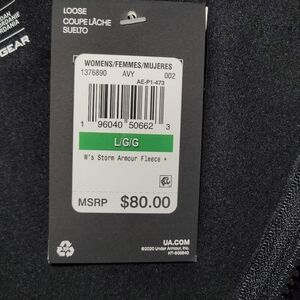 LOOSE
COUPE LÂCHE
SUELTO
GEAR
WOMENS/FEMMES/MUJERES
1376890 AVY 002
AE-P1-473
1 96040 50662 3
L/G/G
W's Storm Armour Fleece +
MSRP $80.00
UA.COM
©2020 Under Armour, Inc.